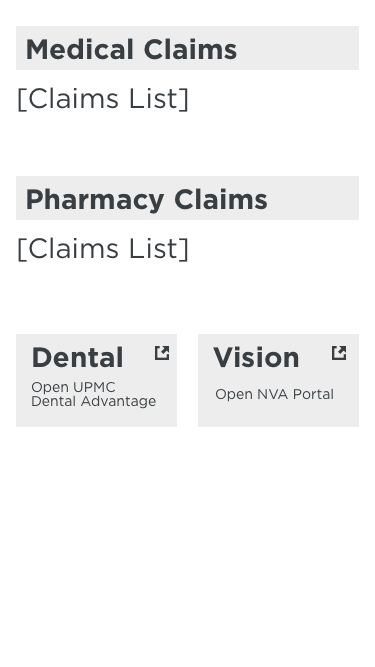 Medical Claims
[Claims List]
Pharmacy Claims
[Claims List]
Dental
Open UPMC
Dental Advantage
Vision
Open NVA Portal